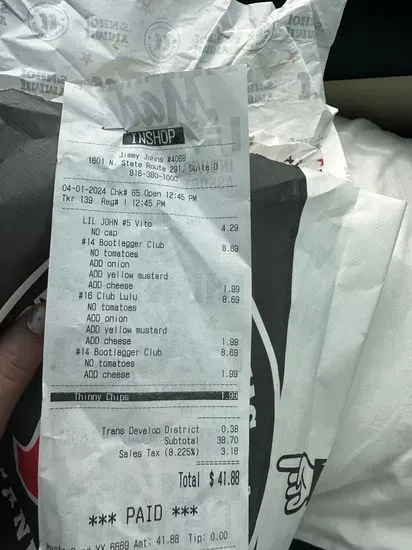 INSHOP
Jimmy Johns #4068
1601 N. State Route 291, Suite D
816-380-1000
04-01-2024 Chk# 65 Open 12:45 PM
Tkr 139 Reg# 1 12:45 PM
LIL JOHN #5 Vito 4.29
NO cap
#14 Bootlegger Club 8.69
NO tomatoes
ADD onion
ADD yellow mustard
ADD cheese 1.99
#16 Club Lulu 8.69
NO tomatoes
ADD onion
ADD yellow mustard
ADD cheese 1.99
#14 Bootlegger Club 8.69
NO tomatoes
ADD cheese 1.99
Thinny Chips 1.99
Trans Develop District 0.38
Subtotal 38.70
Sales Tax (8.225%) 3.18
Total $ 41.88
*** PAID ***
XX 6669 Amt: 41.88 Tip: 0.00